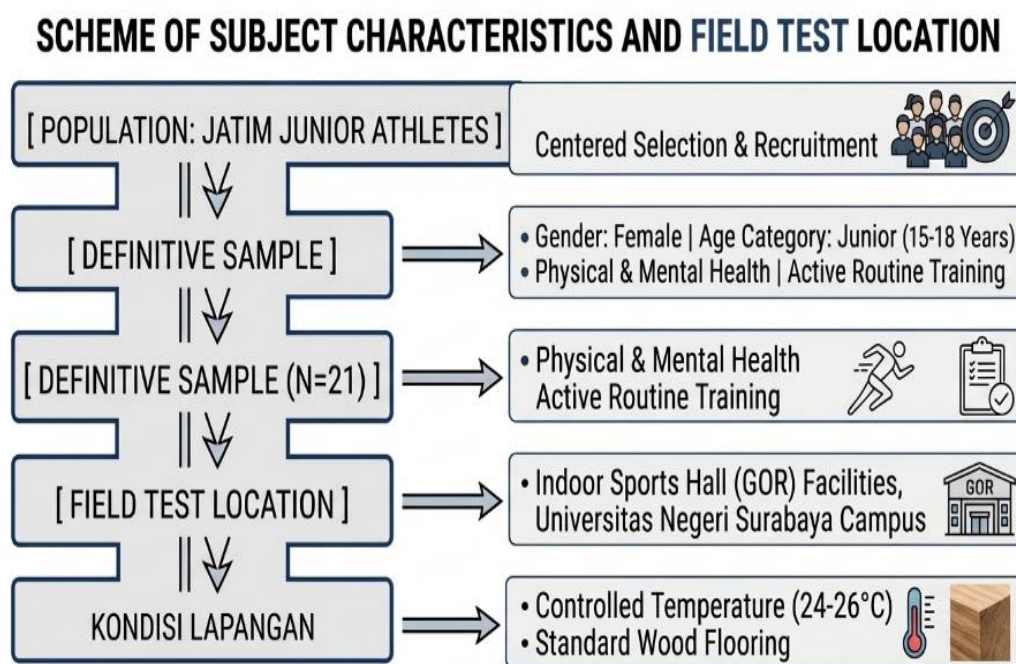 SCHEME OF SUBJECT CHARACTERISTICS AND FIELD TEST LOCATION
[ POPULATION: JATIM JUNIOR ATHLETES ]
Centered Selection & Recruitment
[ DEFINITIVE SAMPLE ]
• Gender: Female | Age Category: Junior (15-18 Years)
• Physical & Mental Health | Active Routine Training
[ DEFINITIVE SAMPLE (N=21) ]
• Physical & Mental Health
Active Routine Training
[ FIELD TEST LOCATION ]
• Indoor Sports Hall (GOR) Facilities,
Universitas Negeri Surabaya Campus
GOR
KONDISI LAPANGAN
• Controlled Temperature (24-26°C)
• Standard Wood Flooring